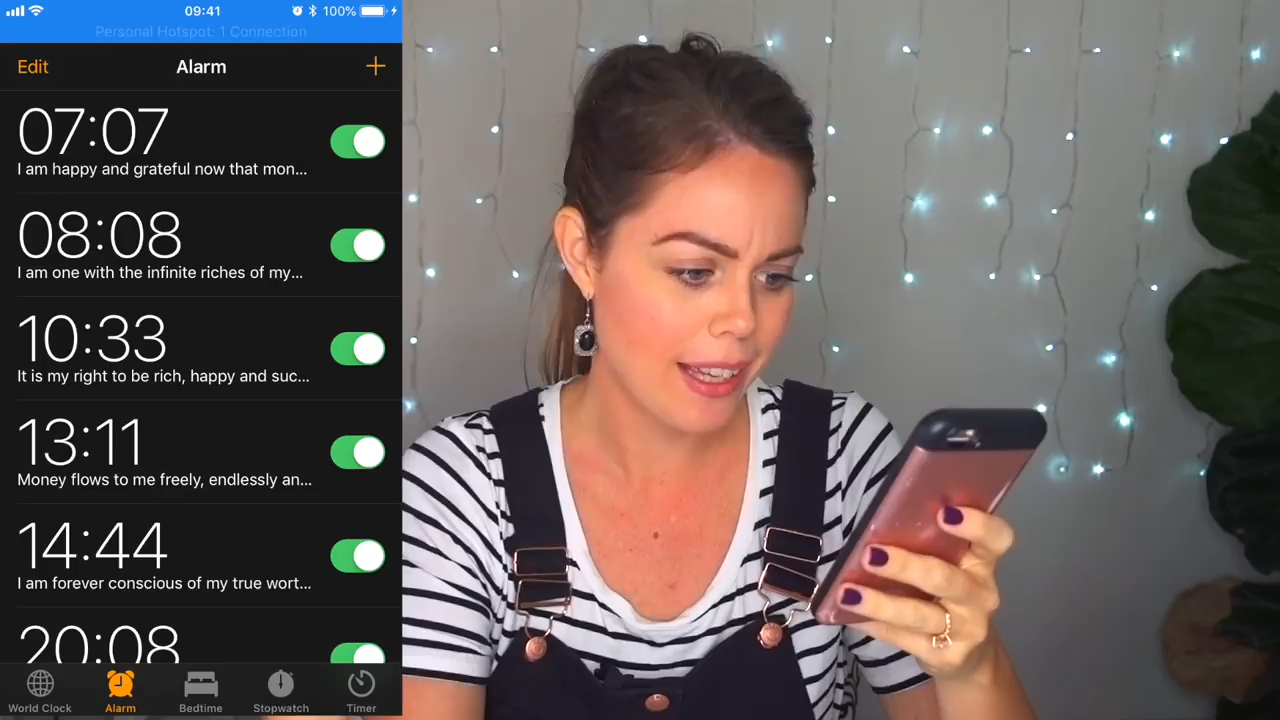 09:41
100%
Personal Hotspot: 1 Connection
Edit
Alarm
07:07
I am happy and grateful now that mon...
08:08
I am one with the infinite riches of my...
10:33
It is my right to be rich, happy and suc...
13:11
Money flows to me freely, endlessly an...
14:44
I am forever conscious of my true wort...
20:08
World Clock
Alarm
Bedtime
Stopwatch
Timer